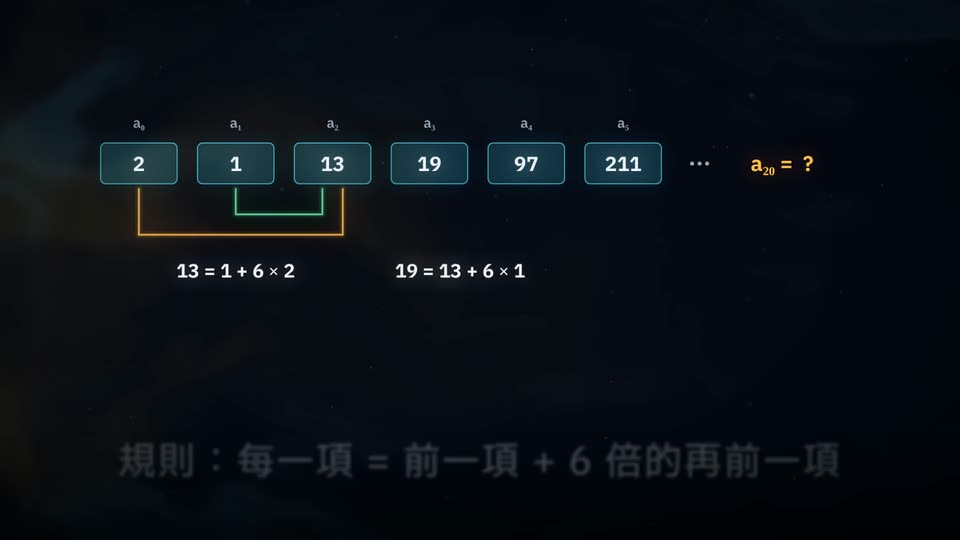 a₀ a₁ a₂ a₃ a₄ a₅
2 1 13 19 97 211 ··· a₂₀ = ?
13 = 1 + 6 × 2 19 = 13 + 6 × 1
規則：每一項 = 前一項 + 6 倍的再前一項